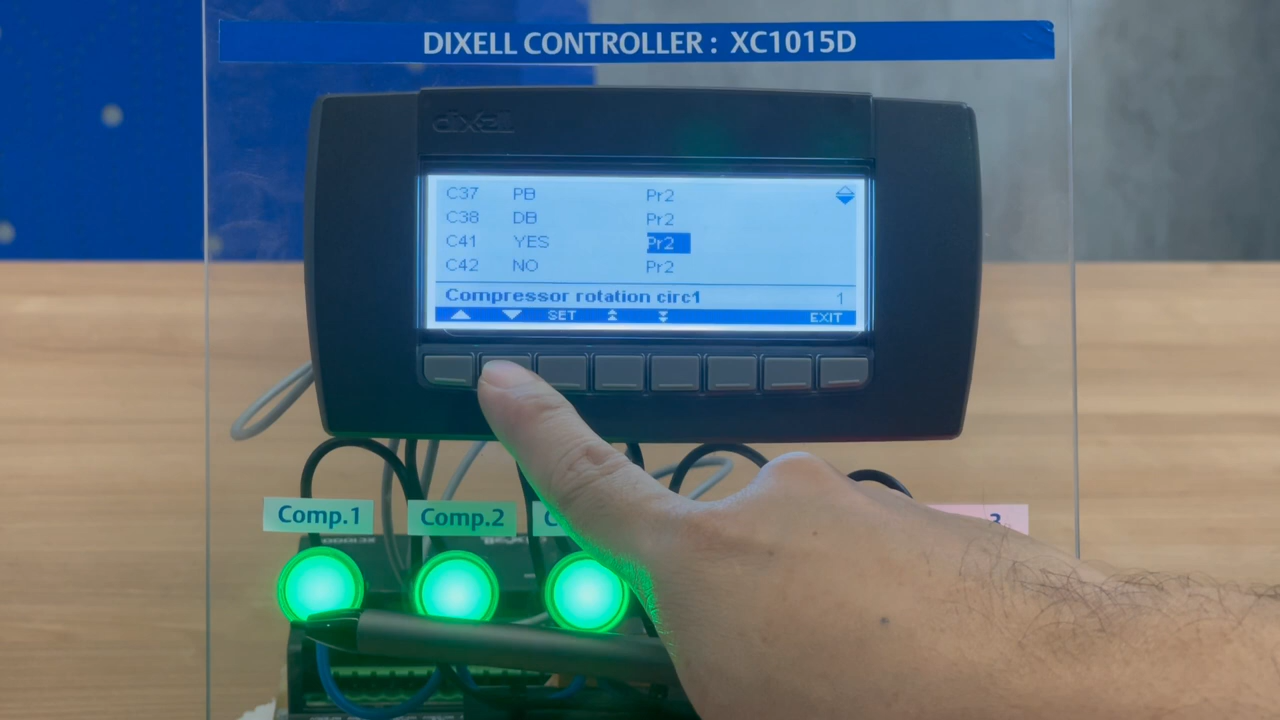 DIXELL CONTROLLER : XC1015D
dixell
C37 PB Pr2
C38 DB Pr2
C41 YES Pr2
C42 NO Pr2
Compressor rotation circ1 1
SET EXIT
Comp.1 Comp.2 C
3